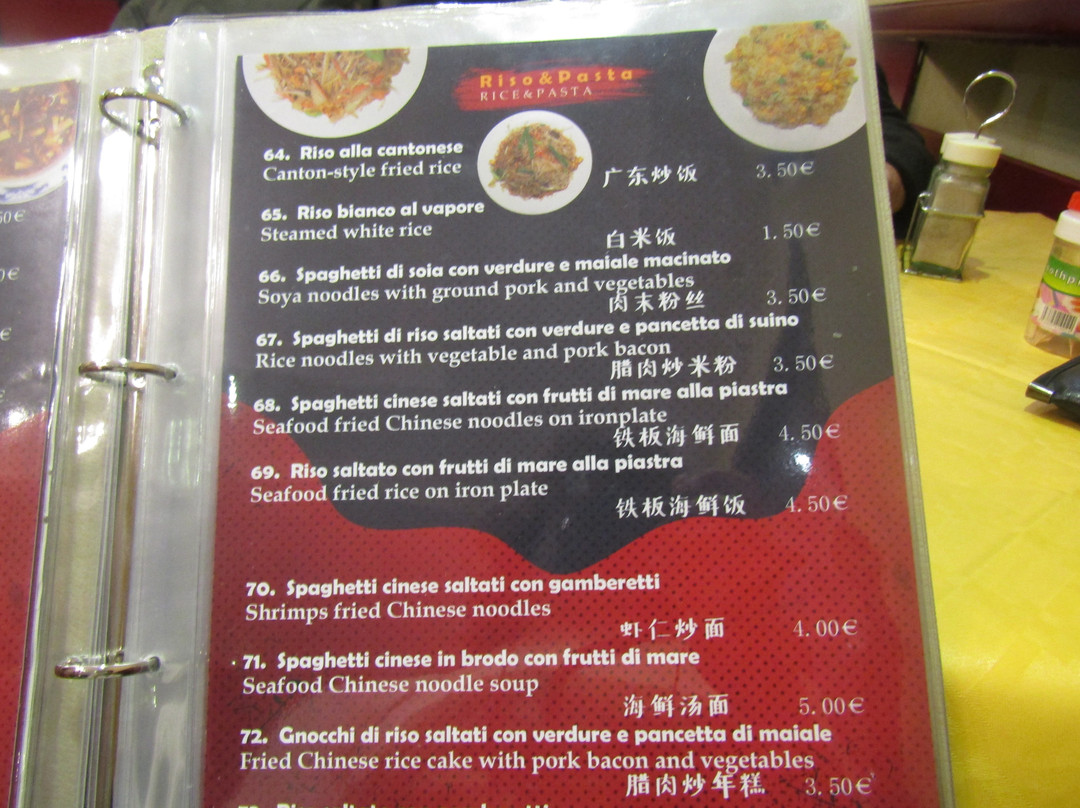 Riso&Pasta
RICE&PASTA
64. Riso alla cantonese
Canton-style fried rice
广东炒饭 3.50€
65. Riso bianco al vapore
Steamed white rice
白米饭 1.50€
66. Spaghetti di soia con verdure e maiale macinato
Soya noodles with ground pork and vegetables
肉末粉丝 3.50€
67. Spaghetti di riso saltati con verdure e pancetta di suino
Rice noodles with vegetable and pork bacon
腊肉炒米粉 3.50€
68. Spaghetti cinese saltati con frutti di mare alla piastra
Seafood fried Chinese noodles on ironplate
铁板海鲜面 4.50€
69. Riso saltato con frutti di mare alla piastra
Seafood fried rice on iron plate
铁板海鲜饭 4.50€
70. Spaghetti cinese saltati con gamberetti
Shrimps fried Chinese noodles
虾仁炒面 4.00€
71. Spaghetti cinese in brodo con frutti di mare
Seafood Chinese noodle soup
海鲜汤面 5.00€
72. Gnocchi di riso saltati con verdure e pancetta di maiale
Fried Chinese rice cake with pork bacon and vegetables
腊肉炒年糕 3.50€